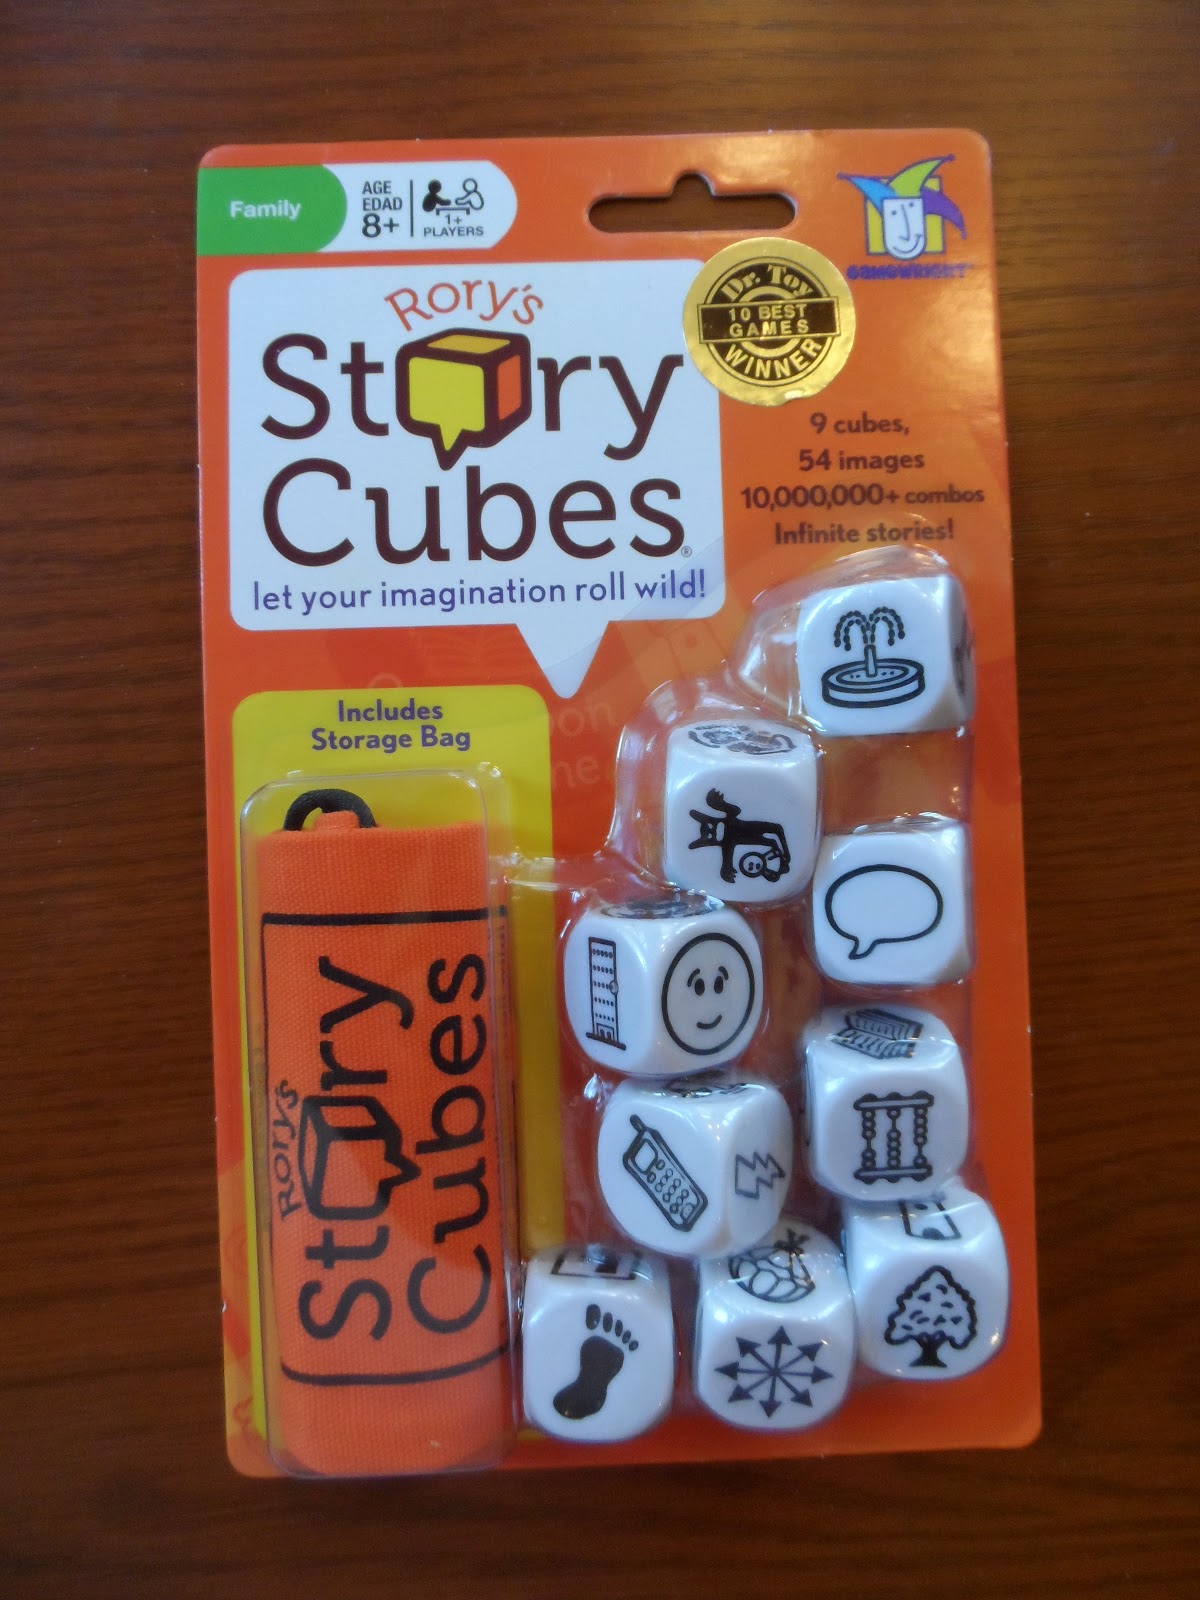 Family
AGE
EDAD
8+
1+
PLAYERS
GAMEWRIGHT
Dr. Toy
10 BEST
GAMES
WINNER
Rory's
Story
Cubes®
let your imagination roll wild!
9 cubes,
54 images
10,000,000+ combos
Infinite stories!
Includes
Storage Bag
Rory's
Story
Cubes